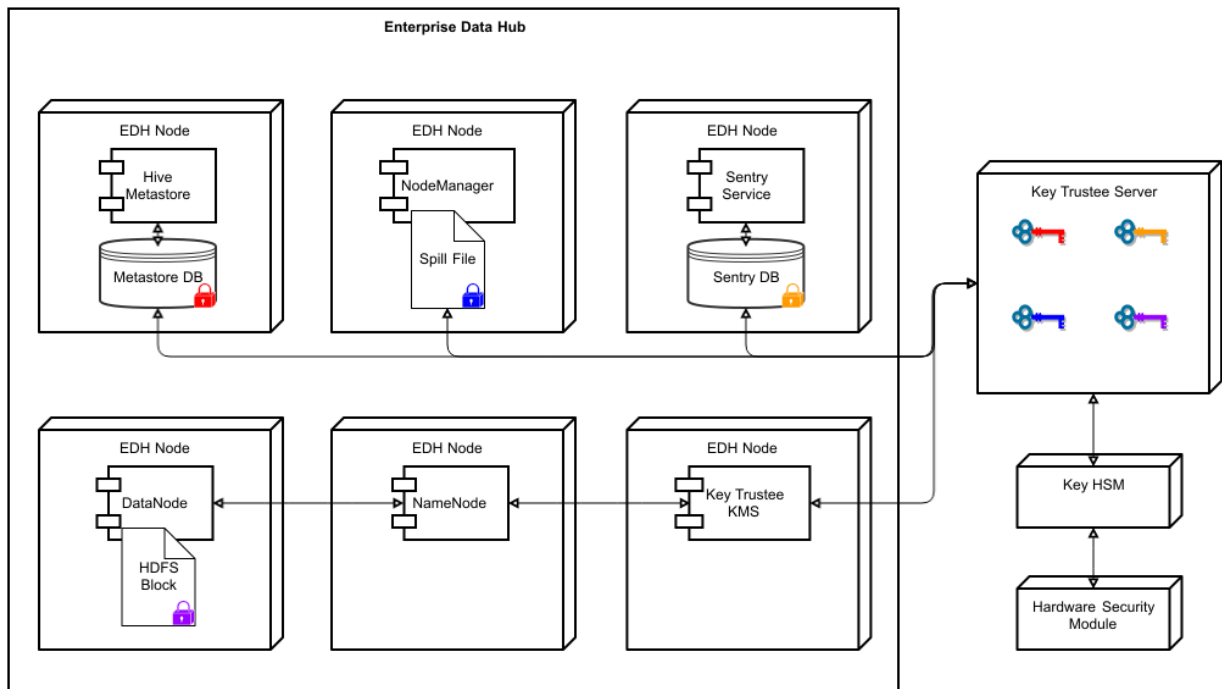 Enterprise Data Hub
EDH Node
Hive
Metastore
Metastore DB
EDH Node
NodeManager
Spill File
EDH Node
Sentry
Service
Sentry DB
Key Trustee Server
EDH Node
DataNode
HDFS
Block
EDH Node
NameNode
EDH Node
Key Trustee
KMS
Key HSM
Hardware Security
Module